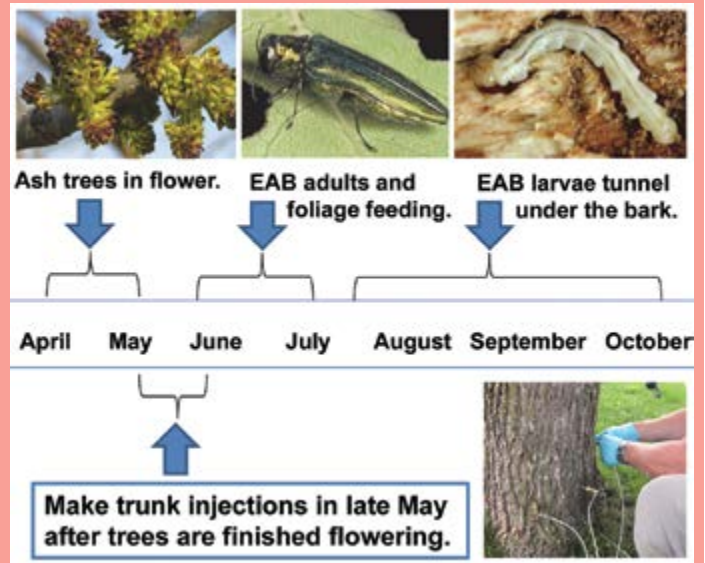 Ash trees in flower.
EAB adults and
foliage feeding.
EAB larvae tunnel
under the bark.
April May June July August September October
Make trunk injections in late May
after trees are finished flowering.